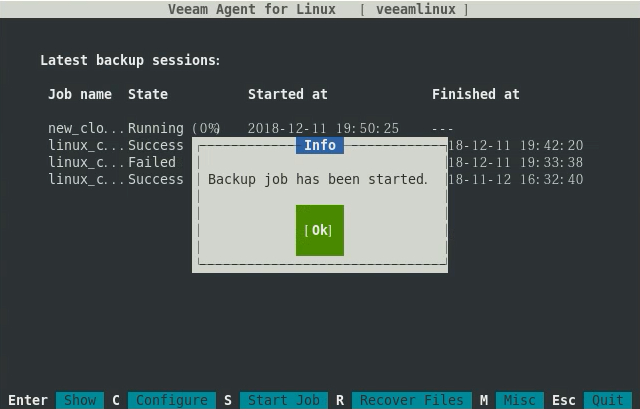 Veeam Agent for Linux [ veeamlinux ]
Latest backup sessions:
Job name State Started at Finished at
new_clo... Running (0%) 2018-12-11 19:50:25 ---
linux_c... Success 18-12-11 19:42:20
linux_c... Failed 18-12-11 19:33:38
linux_c... Success 18-11-12 16:32:40
Info
Backup job has been started.
[Ok]
Enter Show C Configure S Start Job R Recover Files M Misc Esc Quit